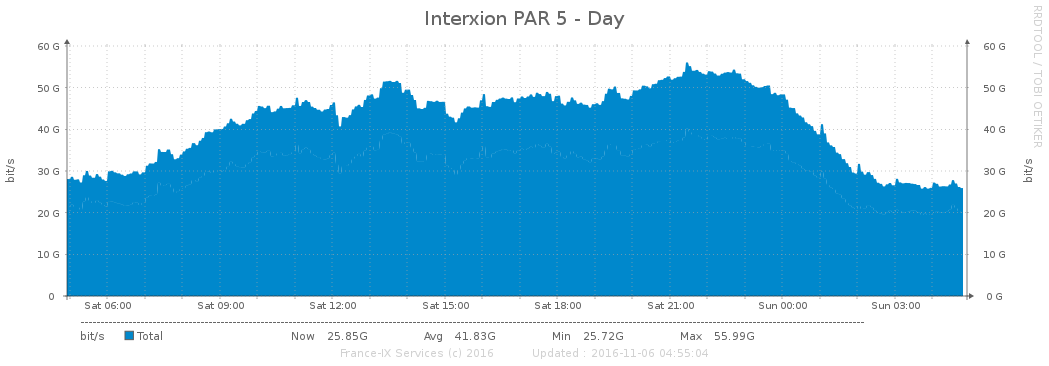 Interxion PAR 5 - Day
RRDTOOL / TOBI OETIKER
60 G 60 G
50 G 50 G
40 G 40 G
30 G 30 G
20 G 20 G
10 G 10 G
0 0 G
bit/s bit/s
Sat 06:00 Sat 09:00 Sat 12:00 Sat 15:00 Sat 18:00 Sat 21:00 Sun 00:00 Sun 03:00
bit/s Total Now 25.85G Avg 41.83G Min 25.72G Max 55.99G
France-IX Services (c) 2016 Updated : 2016-11-06 04:55:04